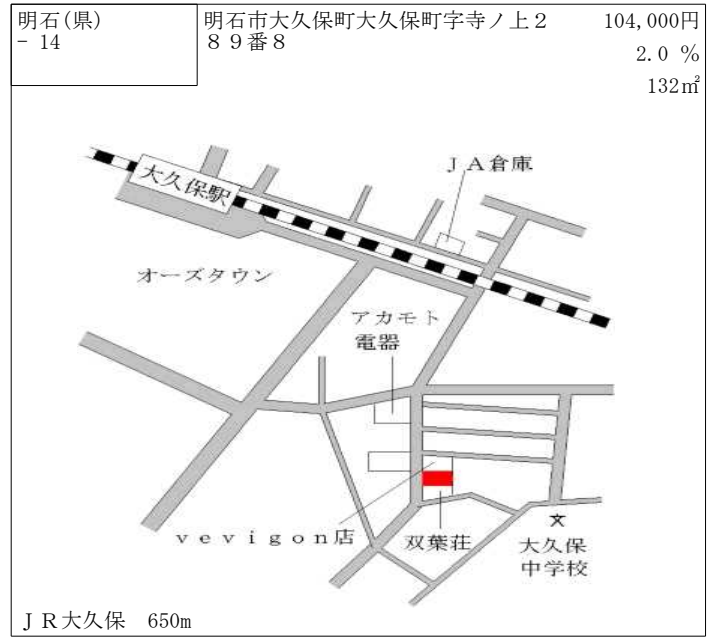 明石(県)
- 14
明石市大久保町大久保町字寺ノ上２
８９番８
104,000円
2.0 %
132㎡
ＪＡ倉庫
大久保駅
オーズタウン
アカモト
電器
ｖｅｖｉｇｏｎ店
双葉荘
文
大久保
中学校
ＪＲ大久保　650m